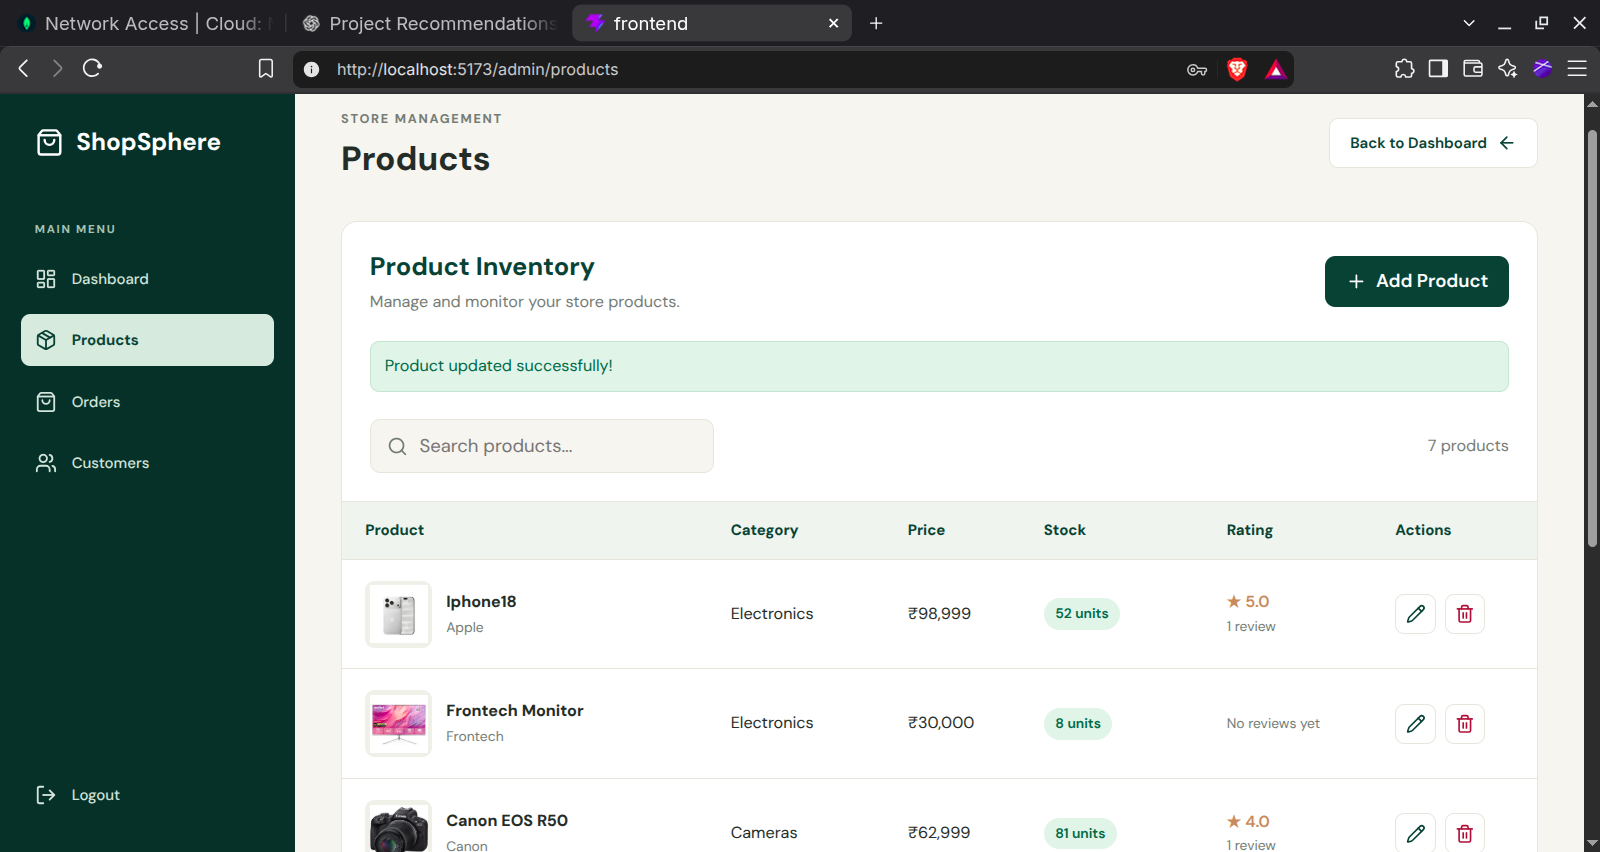 Network Access | Cloud:
Project Recommendations
frontend
http://localhost:5173/admin/products
ShopSphere
MAIN MENU
Dashboard
Products
Orders
Customers
Logout
STORE MANAGEMENT
Products
Back to Dashboard
Product Inventory
Manage and monitor your store products.
Add Product
Product updated successfully!
Search products...
7 products
Product Category Price Stock Rating Actions
Iphone18
Apple
Electronics
₹98,999
52 units
★ 5.0
1 review
Frontech Monitor
Frontech
Electronics
₹30,000
8 units
No reviews yet
Canon EOS R50
Canon
Cameras
₹62,999
81 units
★ 4.0
1 review